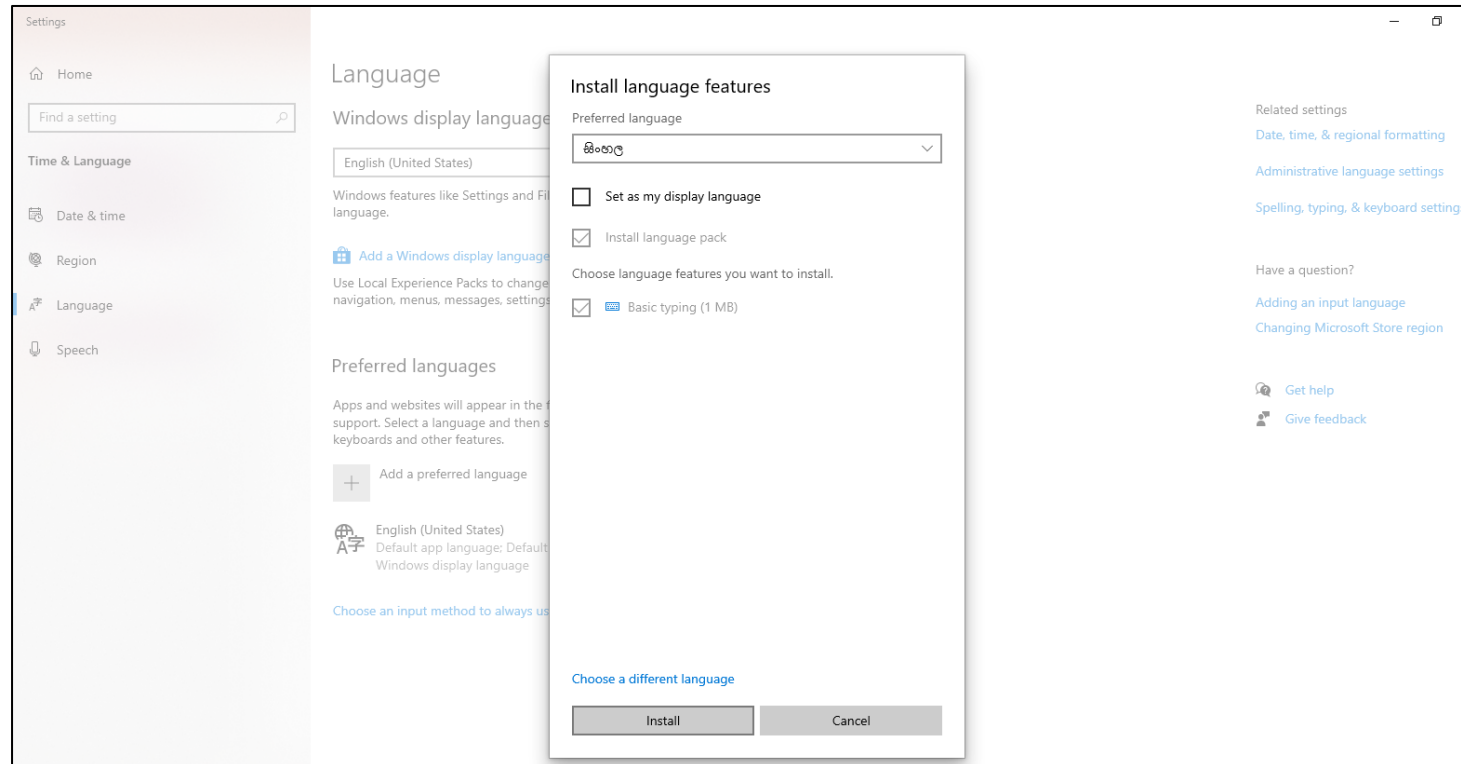 Settings
Home
Find a setting
Time & Language
Date & time
Region
Language
Speech
Language
Windows display language
English (United States)
Windows features like Settings and Fil
language.
Add a Windows display language
Use Local Experience Packs to change
navigation, menus, messages, settings
Preferred languages
Apps and websites will appear in the f
support. Select a language and then s
keyboards and other features.
Add a preferred language
English (United States)
Default app language; Default
Windows display language
Choose an input method to always us
Install language features
Preferred language
සිංහල
Set as my display language
Install language pack
Choose language features you want to install.
Basic typing (1 MB)
Choose a different language
Install
Cancel
Related settings
Date, time, & regional formatting
Administrative language settings
Spelling, typing, & keyboard setting
Have a question?
Adding an input language
Changing Microsoft Store region
Get help
Give feedback